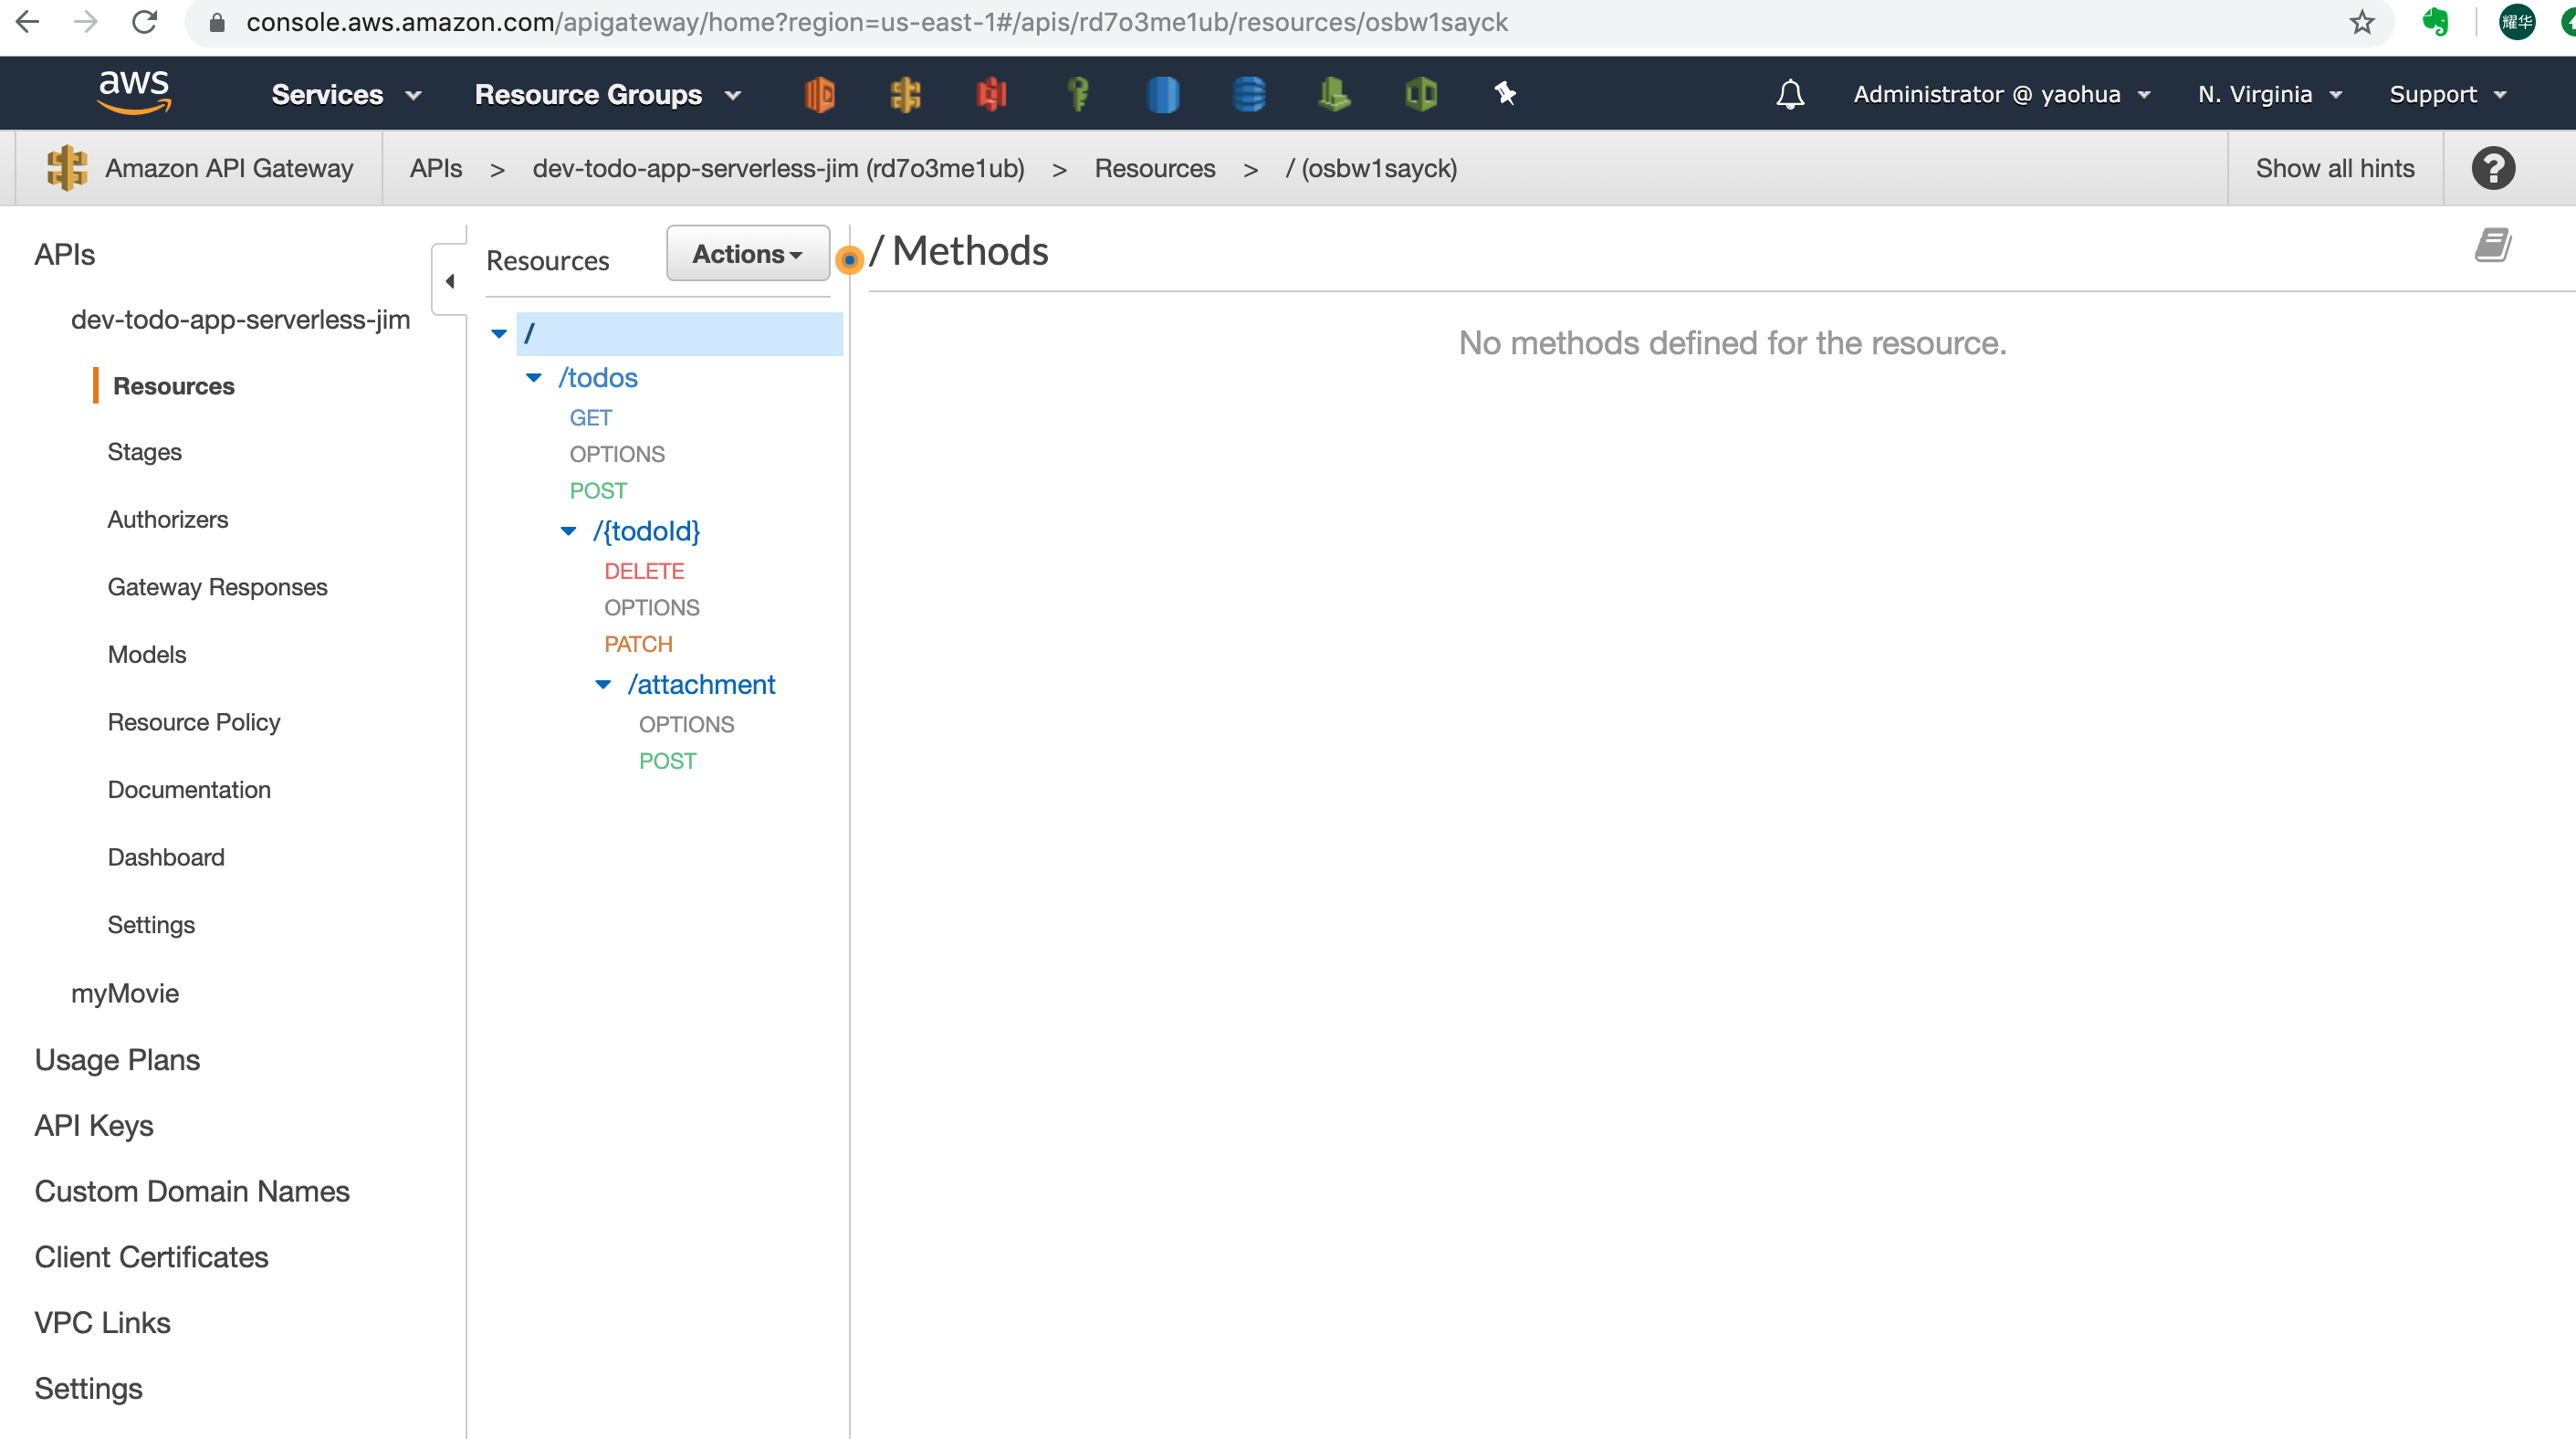 console.aws.amazon.com/apigateway/home?region=us-east-1#/apis/rd7o3me1ub/resources/osbw1sayck
耀华
aws
Services
Resource Groups
Administrator @ yaohua
N. Virginia
Support
Amazon API Gateway
APIs > dev-todo-app-serverless-jim (rd7o3me1ub) > Resources > / (osbw1sayck)
Show all hints
?
APIs
dev-todo-app-serverless-jim
Resources
Stages
Authorizers
Gateway Responses
Models
Resource Policy
Documentation
Dashboard
Settings
myMovie
Usage Plans
API Keys
Custom Domain Names
Client Certificates
VPC Links
Settings
Resources
Actions
/
/todos
GET
OPTIONS
POST
/{todoId}
DELETE
OPTIONS
PATCH
/attachment
OPTIONS
POST
/ Methods
No methods defined for the resource.